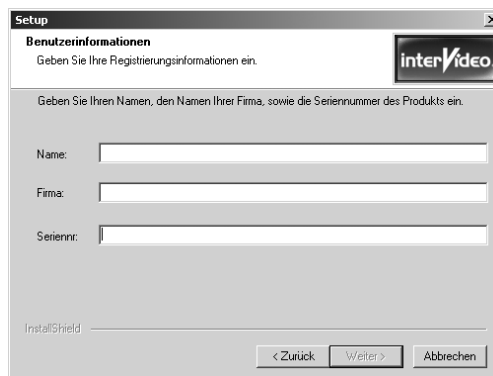 Setup
Benutzerinformationen
Geben Sie Ihre Registrierungsinformationen ein.
interVideo
Geben Sie Ihren Namen, den Namen Ihrer Firma, sowie die Seriennummer des Produkts ein.
Name:
Firma:
Seriennr:
InstallShield
< Zurück
Weiter >
Abbrechen